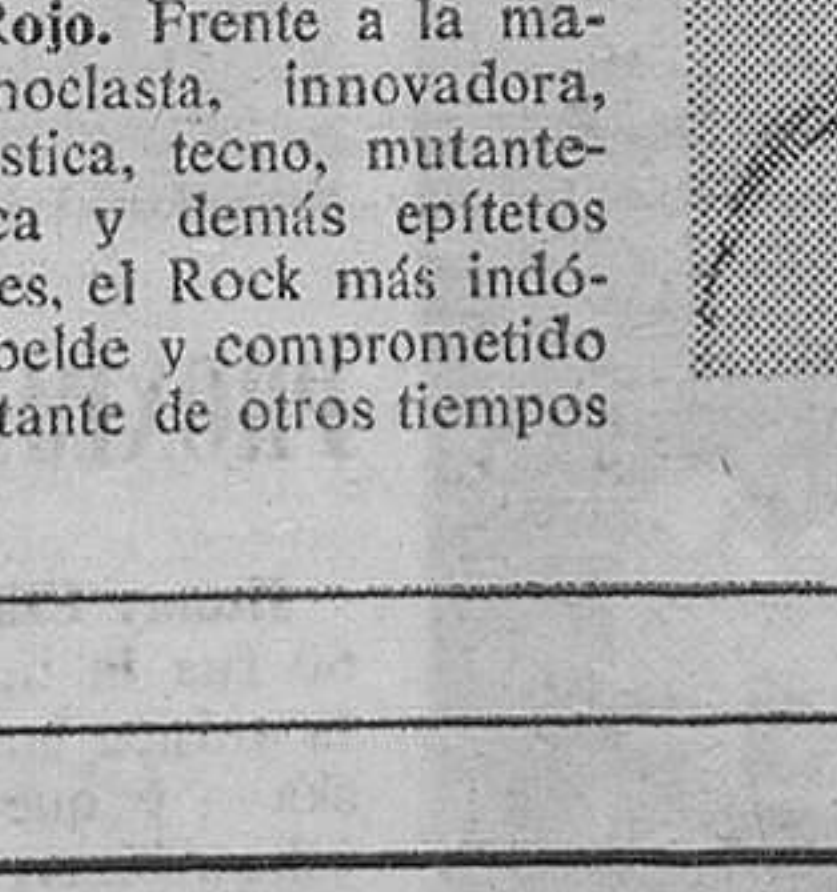 Rojo. Frente a la ma-
noclasta, innovadora,
stica, tecno, mutante-
ca y demás epítetos
es, el Rock más indó-
belde y comprometido
tante de otros tiempos